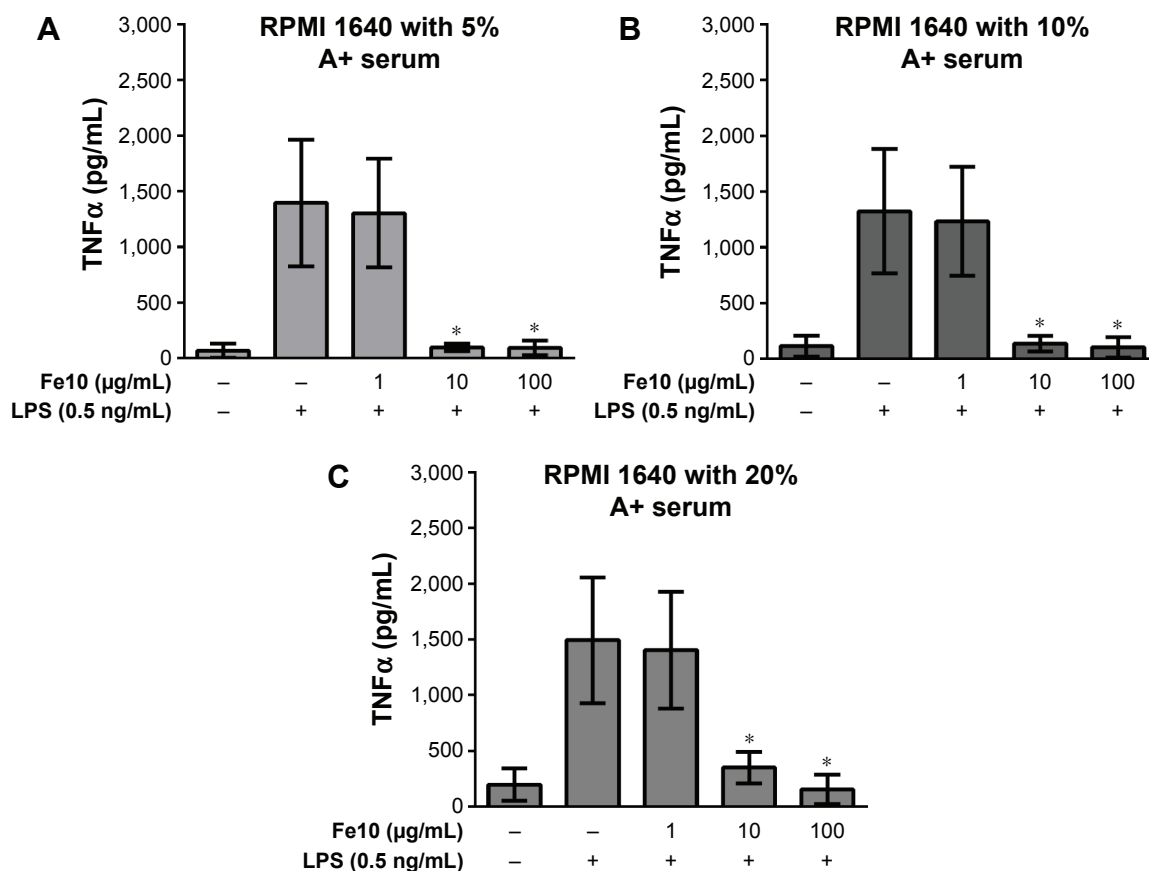 A
RPMI 1640 with 5%
A+ serum
TNFα (pg/mL)
3,000
2,500
2,000
1,500
1,000
500
0
* *
Fe10 (µg/mL) – – 1 10 100
LPS (0.5 ng/mL) – + + + +
B
RPMI 1640 with 10%
A+ serum
TNFα (pg/mL)
3,000
2,500
2,000
1,500
1,000
500
0
* *
Fe10 (µg/mL) – – 1 10 100
LPS (0.5 ng/mL) – + + + +
C
RPMI 1640 with 20%
A+ serum
TNFα (pg/mL)
3,000
2,500
2,000
1,500
1,000
500
0
* *
Fe10 (µg/mL) – – 1 10 100
LPS (0.5 ng/mL) – + + + +